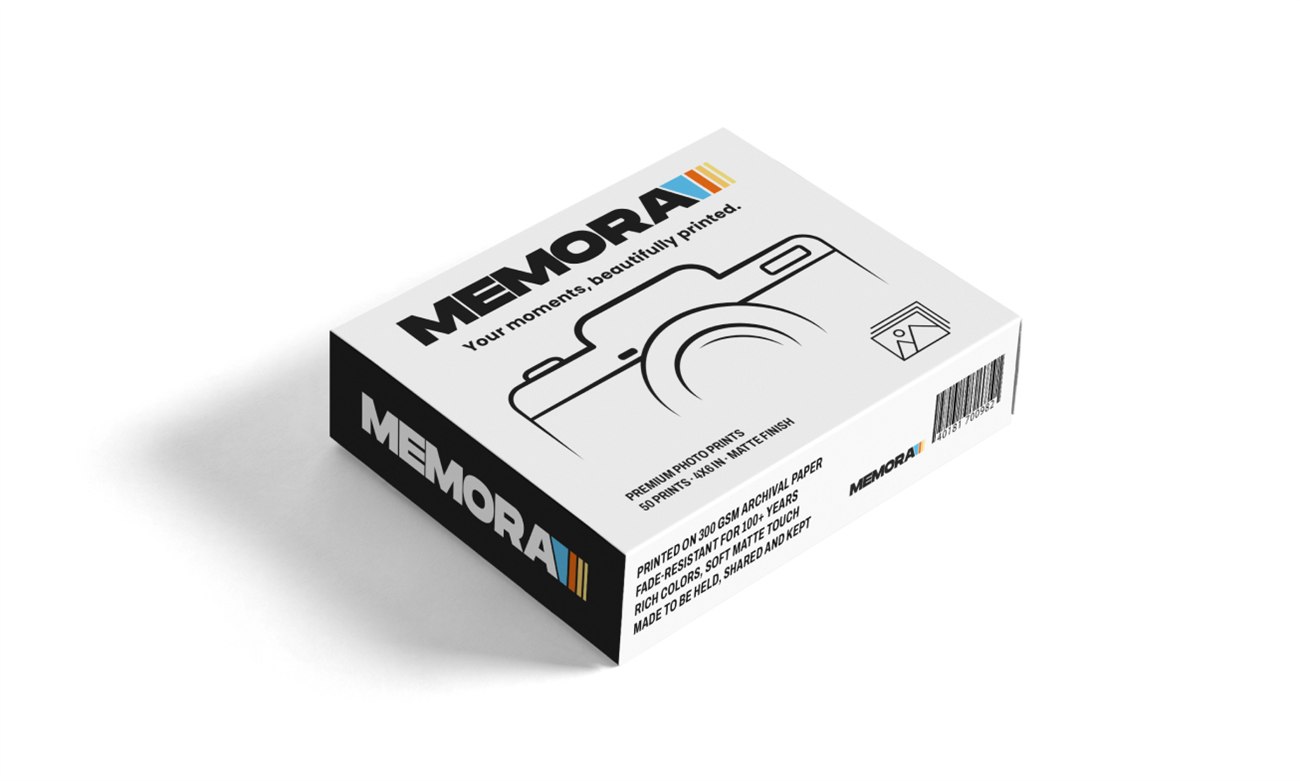 MEMORA
Your moments, beautifully printed.
PREMIUM PHOTO PRINTS
50 PRINTS · 4X6 IN · MATTE FINISH
MEMORA
PRINTED ON 300 GSM ARCHIVAL PAPER
FADE-RESISTANT FOR 100+ YEARS
RICH COLORS, SOFT MATTE TOUCH
MADE TO BE HELD, SHARED AND KEPT
MEMORA
40181 700982